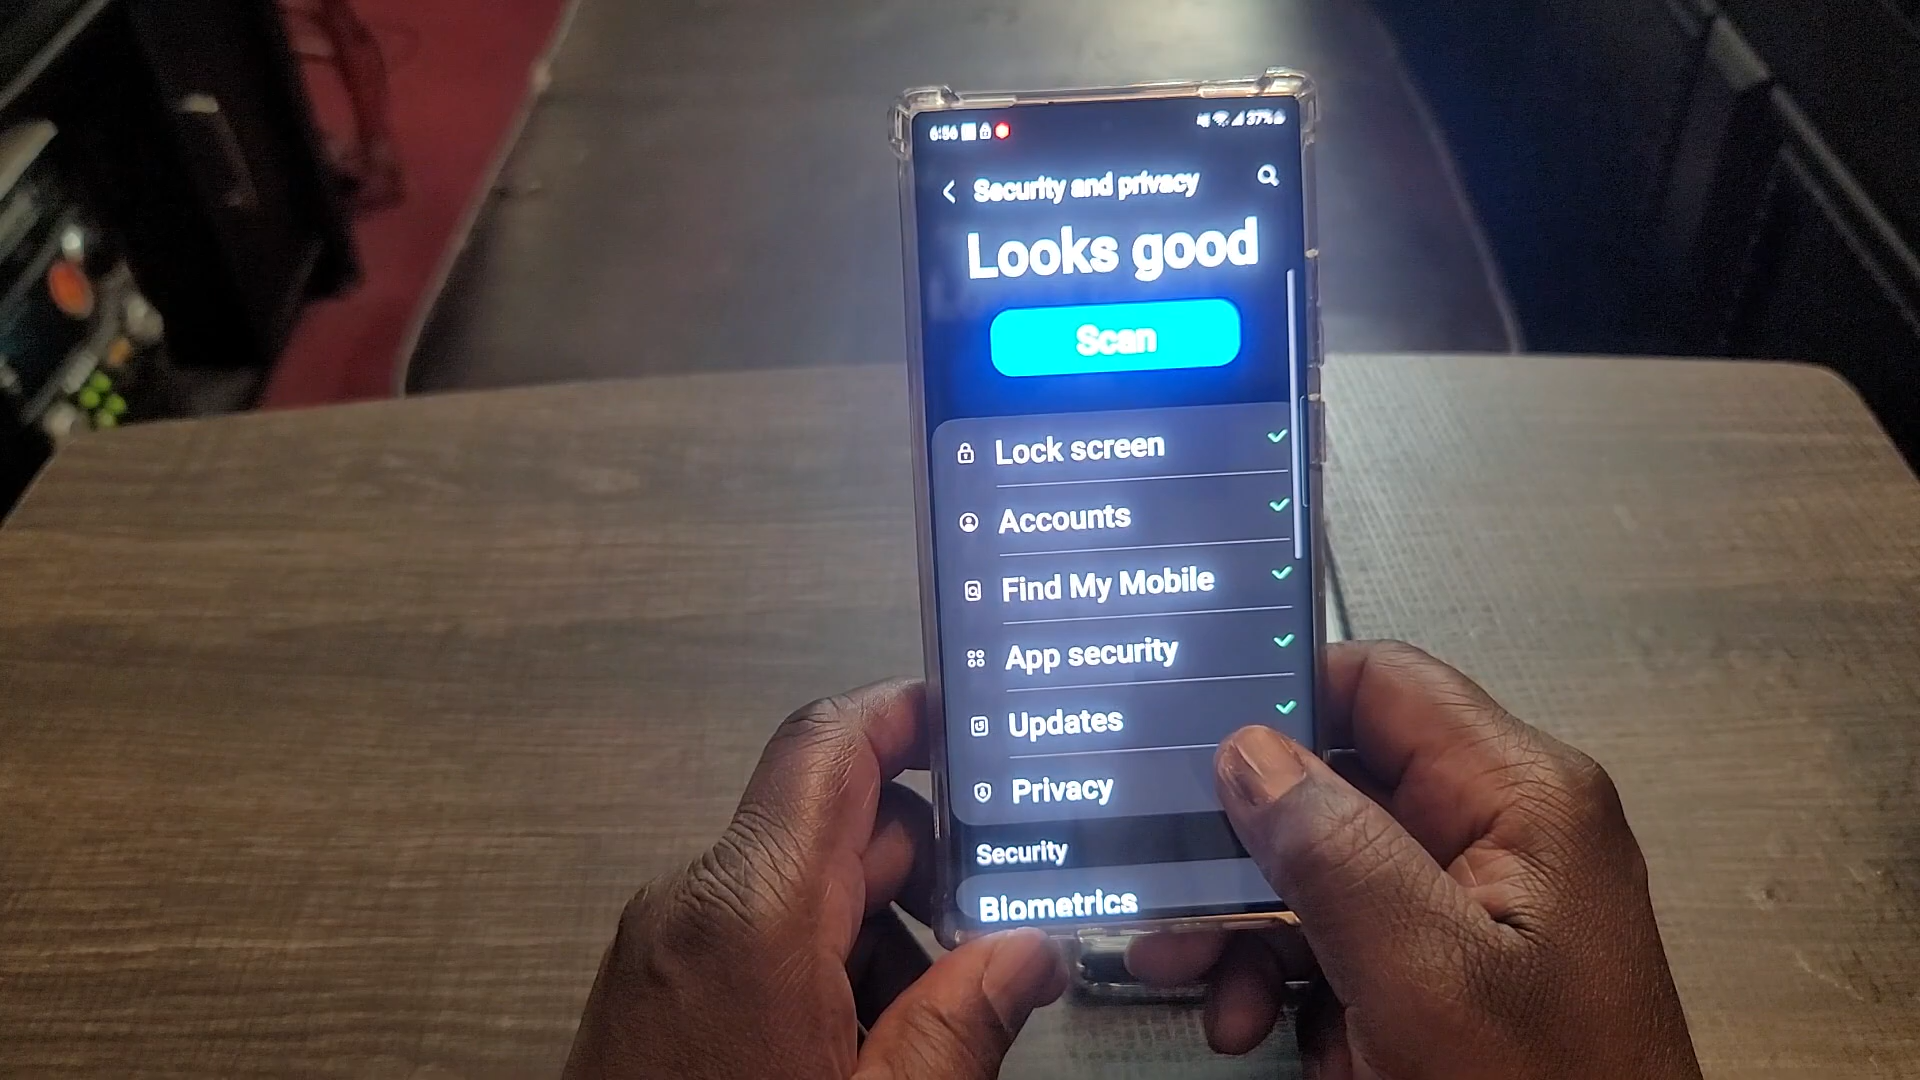 6:56
37%
Security and privacy
Looks good
Scan
Lock screen
Accounts
Find My Mobile
App security
Updates
Privacy
Security
Biometrics